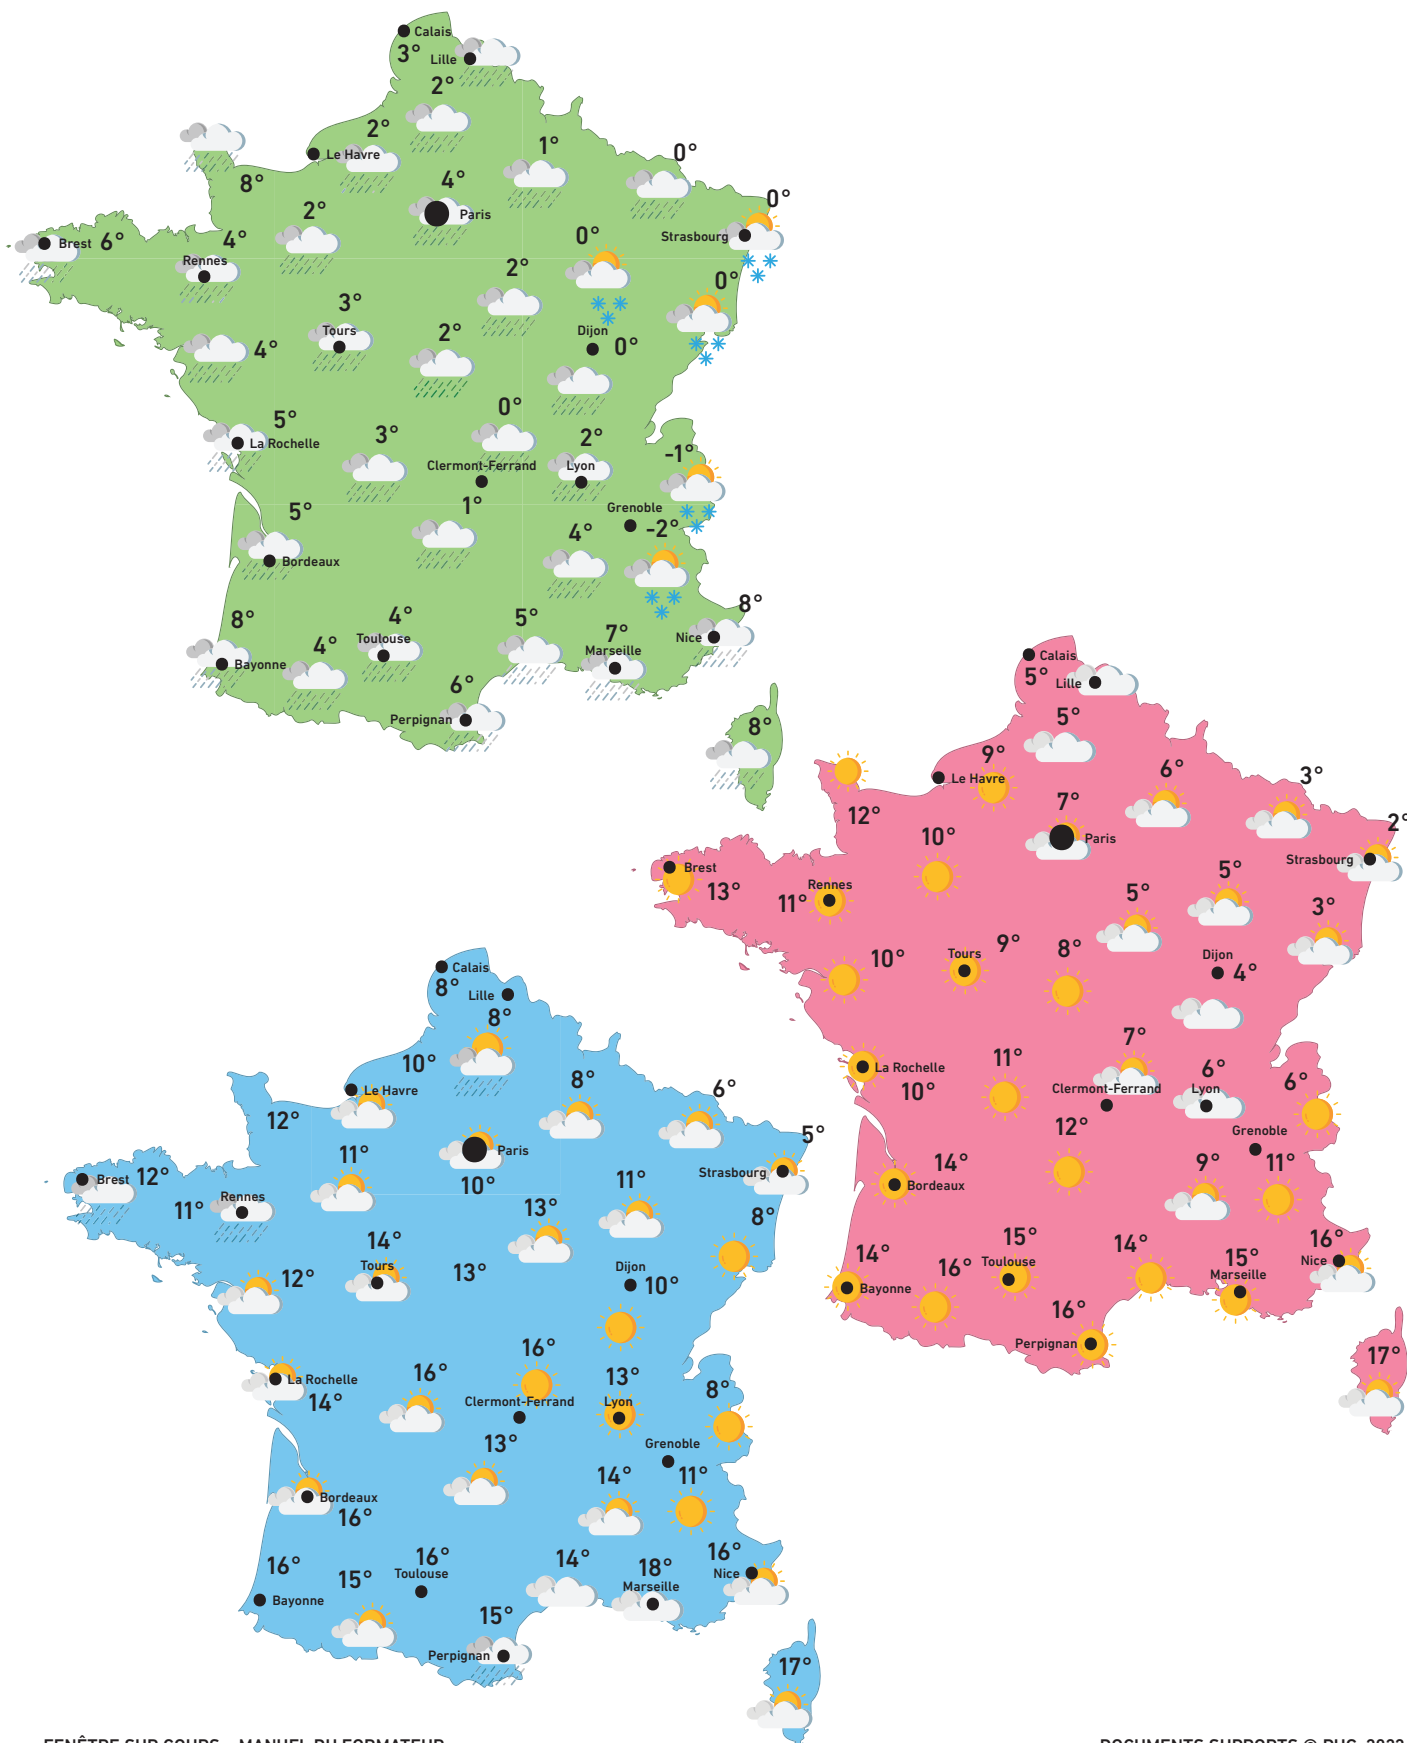 Calais
3°
Lille
2°
2°
Le Havre
1°
0°
8°
4°
Paris
0°
2°
Strasbourg
Brest 6°
4°
Rennes
0°
2°
0°
3°
Tours
2°
Dijon
0°
4°
5°
La Rochelle
3°
0°
Clermont-Ferrand
2°
Lyon
-1°
1°
Grenoble
-2°
5°
Bordeaux
4°
8°
Bayonne
4°
4°
Toulouse
5°
7°
Marseille
8°
Nice
6°
Perpignan
8°
Calais
5°
Lille
5°
9°
Le Havre
6°
3°
12°
7°
Paris
2°
10°
Strasbourg
Brest
13°
Rennes
11°
5°
5°
3°
10°
9°
Tours
8°
Dijon
4°
La Rochelle
10°
11°
7°
Clermont-Ferrand
6°
Lyon
6°
12°
Grenoble
14°
Bordeaux
9°
11°
14°
Bayonne
16°
15°
Toulouse
14°
15°
Marseille
16°
Nice
16°
Perpignan
17°
Calais
8°
Lille
8°
10°
Le Havre
8°
6°
12°
Paris
10°
5°
11°
Strasbourg
Brest 12°
11°
Rennes
13°
11°
8°
12°
14°
Tours
13°
Dijon
10°
La Rochelle
14°
16°
16°
Clermont-Ferrand
13°
Lyon
8°
13°
Grenoble
Bordeaux
16°
14°
11°
16°
Bayonne
15°
16°
Toulouse
14°
18°
Marseille
16°
Nice
15°
Perpignan
17°